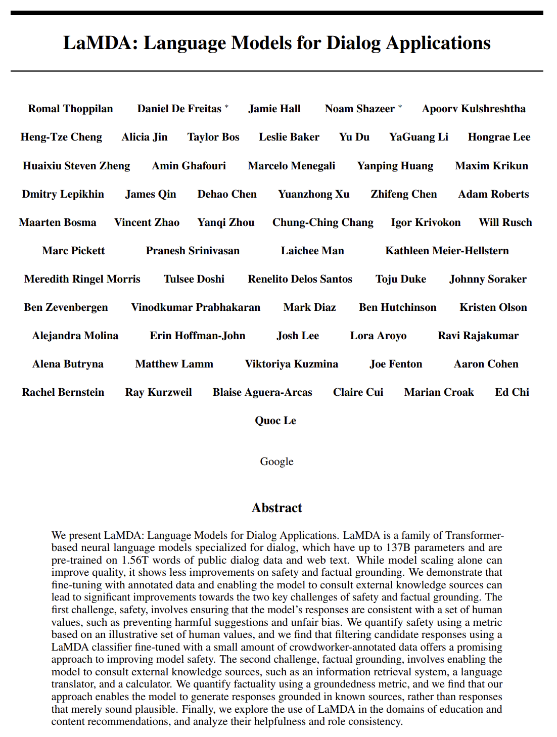 LaMDA: Language Models for Dialog Applications
Romal Thoppilan Daniel De Freitas * Jamie Hall Noam Shazeer * Apoorv Kulshreshtha
Heng-Tze Cheng Alicia Jin Taylor Bos Leslie Baker Yu Du YaGuang Li Hongrae Lee
Huaixiu Steven Zheng Amin Ghafouri Marcelo Menegali Yanping Huang Maxim Krikun
Dmitry Lepikhin James Qin Dehao Chen Yuanzhong Xu Zhifeng Chen Adam Roberts
Maarten Bosma Vincent Zhao Yanqi Zhou Chung-Ching Chang Igor Krivokon Will Rusch
Marc Pickett Pranesh Srinivasan Laichee Man Kathleen Meier-Hellstern
Meredith Ringel Morris Tulsee Doshi Renelito Delos Santos Toju Duke Johnny Soraker
Ben Zevenbergen Vinodkumar Prabhakaran Mark Diaz Ben Hutchinson Kristen Olson
Alejandra Molina Erin Hoffman-John Josh Lee Lora Aroyo Ravi Rajakumar
Alena Butryna Matthew Lamm Viktoriya Kuzmina Joe Fenton Aaron Cohen
Rachel Bernstein Ray Kurzweil Blaise Aguera-Arcas Claire Cui Marian Croak Ed Chi
Quoc Le
Google
Abstract
We present LaMDA: Language Models for Dialog Applications. LaMDA is a family of Transformer-
based neural language models specialized for dialog, which have up to 137B parameters and are
pre-trained on 1.56T words of public dialog data and web text. While model scaling alone can
improve quality, it shows less improvements on safety and factual grounding. We demonstrate that
fine-tuning with annotated data and enabling the model to consult external knowledge sources can
lead to significant improvements towards the two key challenges of safety and factual grounding. The
first challenge, safety, involves ensuring that the model's responses are consistent with a set of human
values, such as preventing harmful suggestions and unfair bias. We quantify safety using a metric
based on an illustrative set of human values, and we find that filtering candidate responses using a
LaMDA classifier fine-tuned with a small amount of crowdworker-annotated data offers a promising
approach to improving model safety. The second challenge, factual grounding, involves enabling the
model to consult external knowledge sources, such as an information retrieval system, a language
translator, and a calculator. We quantify factuality using a groundedness metric, and we find that our
approach enables the model to generate responses grounded in known sources, rather than responses
that merely sound plausible. Finally, we explore the use of LaMDA in the domains of education and
content recommendations, and analyze their helpfulness and role consistency.